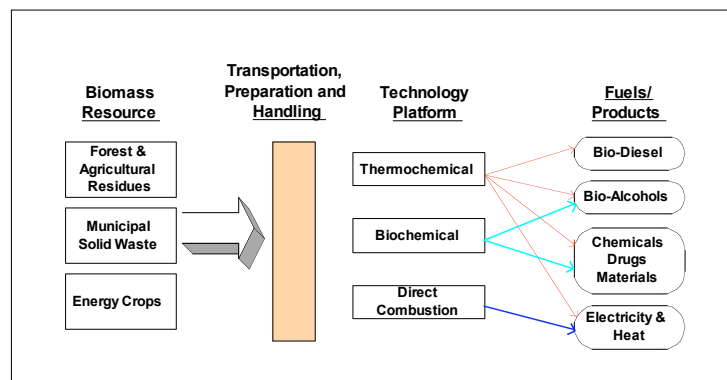 Biomass
Resource
Transportation,
Preparation and
Handling
Technology
Platform
Fuels/
Products
Forest &
Agricultural
Residues
Municipal
Solid Waste
Energy Crops
Thermochemical
Biochemical
Direct
Combustion
Bio-Diesel
Bio-Alcohols
Chemicals
Drugs
Materials
Electricity &
Heat